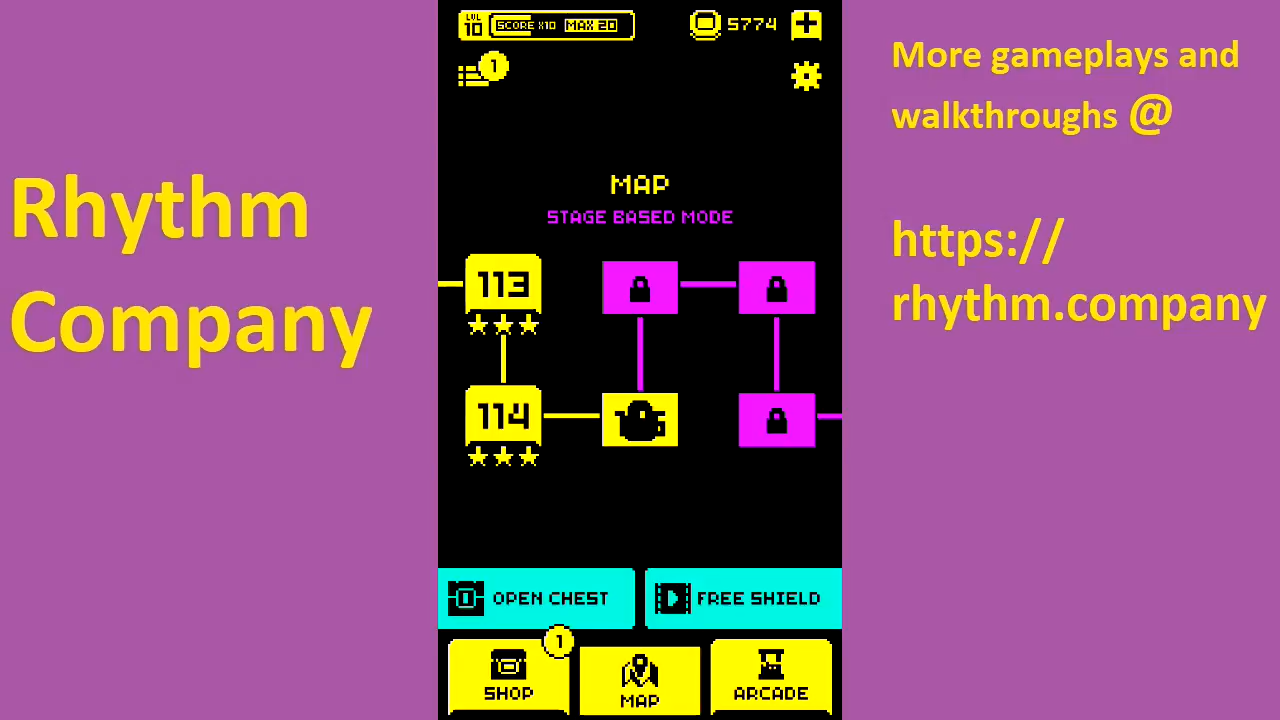 Rhythm
Company
LVL
10
SCORE X10
MAX 20
5774
1
MAP
STAGE BASED MODE
113
114
OPEN CHEST
FREE SHIELD
1
SHOP
MAP
ARCADE
More gameplays and
walkthroughs @
https://
rhythm.company